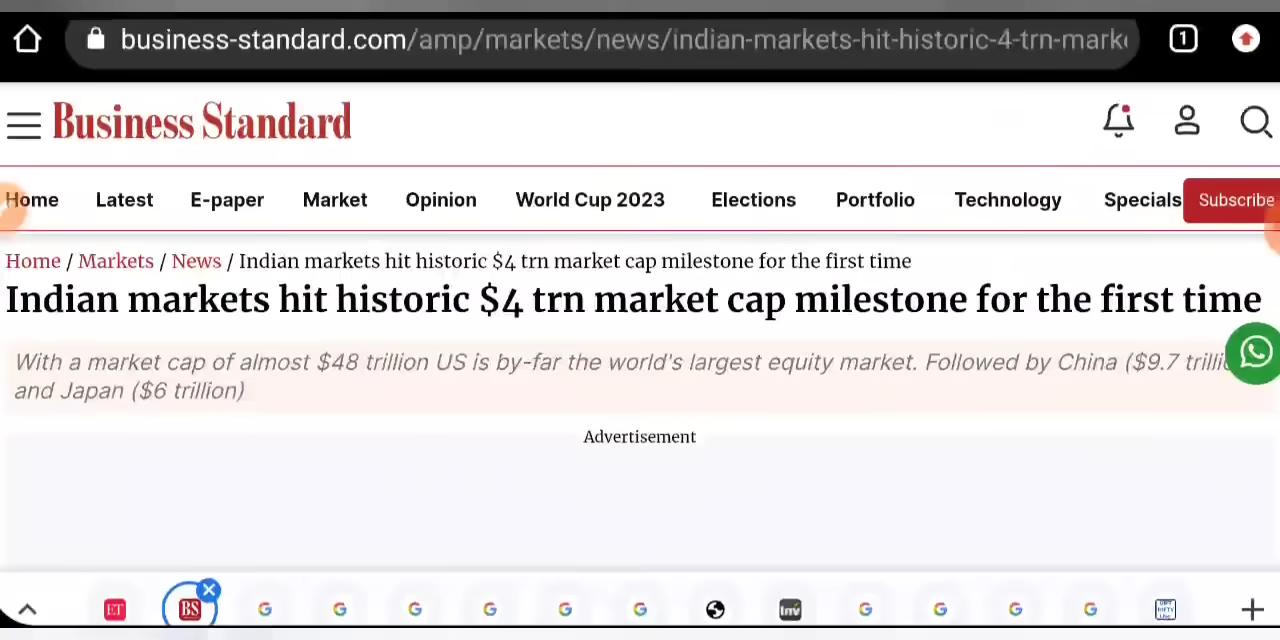 business-standard.com/amp/markets/news/indian-markets-hit-historic-4-trn-mark
1
Business Standard
Home Latest E-paper Market Opinion World Cup 2023 Elections Portfolio Technology Specials Subscribe
Home / Markets / News / Indian markets hit historic $4 trn market cap milestone for the first time
Indian markets hit historic $4 trn market cap milestone for the first time
With a market cap of almost $48 trillion US is by-far the world's largest equity market. Followed by China ($9.7
and Japan ($6 trillion)
Advertisement
ET BS Inv